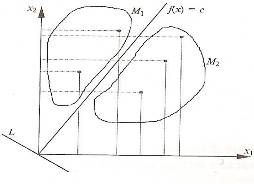 x₂
M₁
f(x) = c
M₂
L
x₁